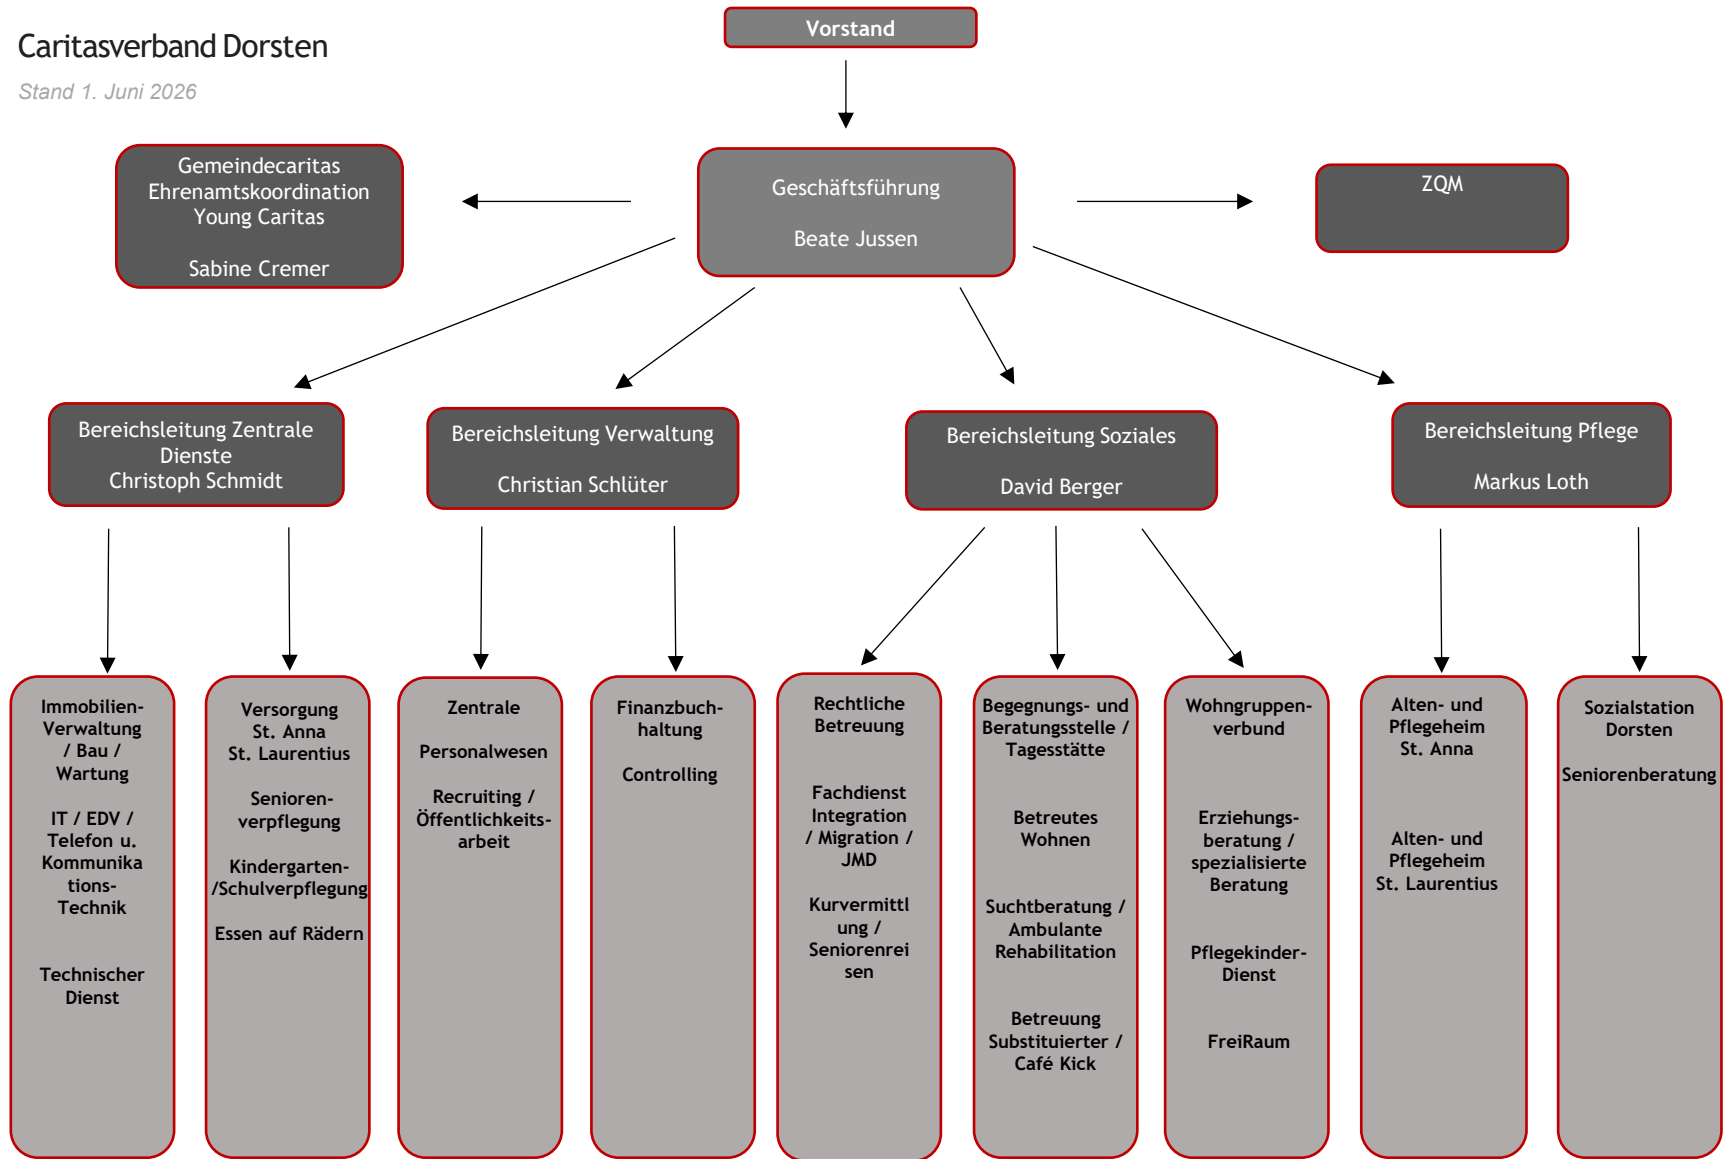 Caritasverband Dorsten
Stand 1. Juni 2026
Vorstand
Gemeindecaritas
Ehrenamtskoordination
Young Caritas
Sabine Cremer
Geschäftsführung
Beate Jussen
ZQM
Bereichsleitung Zentrale
Dienste
Christoph Schmidt
Bereichsleitung Verwaltung
Christian Schlüter
Bereichsleitung Soziales
David Berger
Bereichsleitung Pflege
Markus Loth
Immobilien-
Verwaltung
/ Bau /
Wartung
IT / EDV /
Telefon u.
Kommunika
tions-
Technik
Technischer
Dienst
Versorgung
St. Anna
St. Laurentius
Senioren-
verpflegung
Kindergarten-
/Schulverpflegung
Essen auf Rädern
Zentrale
Personalwesen
Recruiting /
Öffentlichkeits-
arbeit
Finanzbuch-
haltung
Controlling
Rechtliche
Betreuung
Fachdienst
Integration
/ Migration /
JMD
Kurvermittl
ung /
Seniorenrei
sen
Begegnungs- und
Beratungsstelle /
Tagesstätte
Betreutes
Wohnen
Suchtberatung /
Ambulante
Rehabilitation
Betreuung
Substituierter /
Café Kick
Wohngruppen-
verbund
Erziehungs-
beratung /
spezialisierte
Beratung
Pflegekinder-
Dienst
FreiRaum
Alten- und
Pflegeheim
St. Anna
Alten- und
Pflegeheim
St. Laurentius
Sozialstation
Dorsten
Seniorenberatung